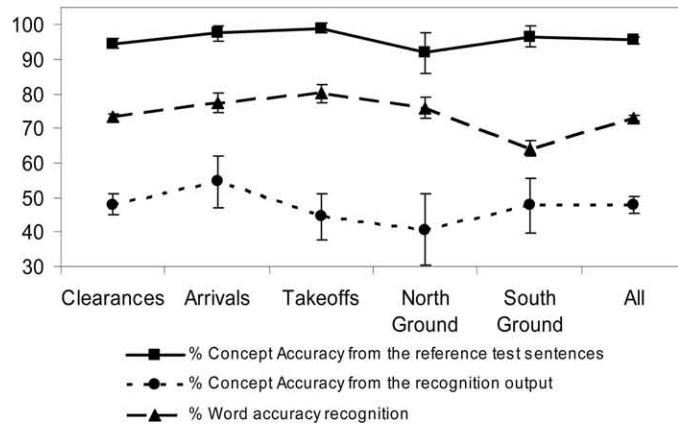 100
90
80
70
60
50
40
30
Clearances Arrivals Takeoffs North Ground South Ground All
% Concept Accuracy from the reference test sentences
% Concept Accuracy from the recognition output
% Word accuracy recognition